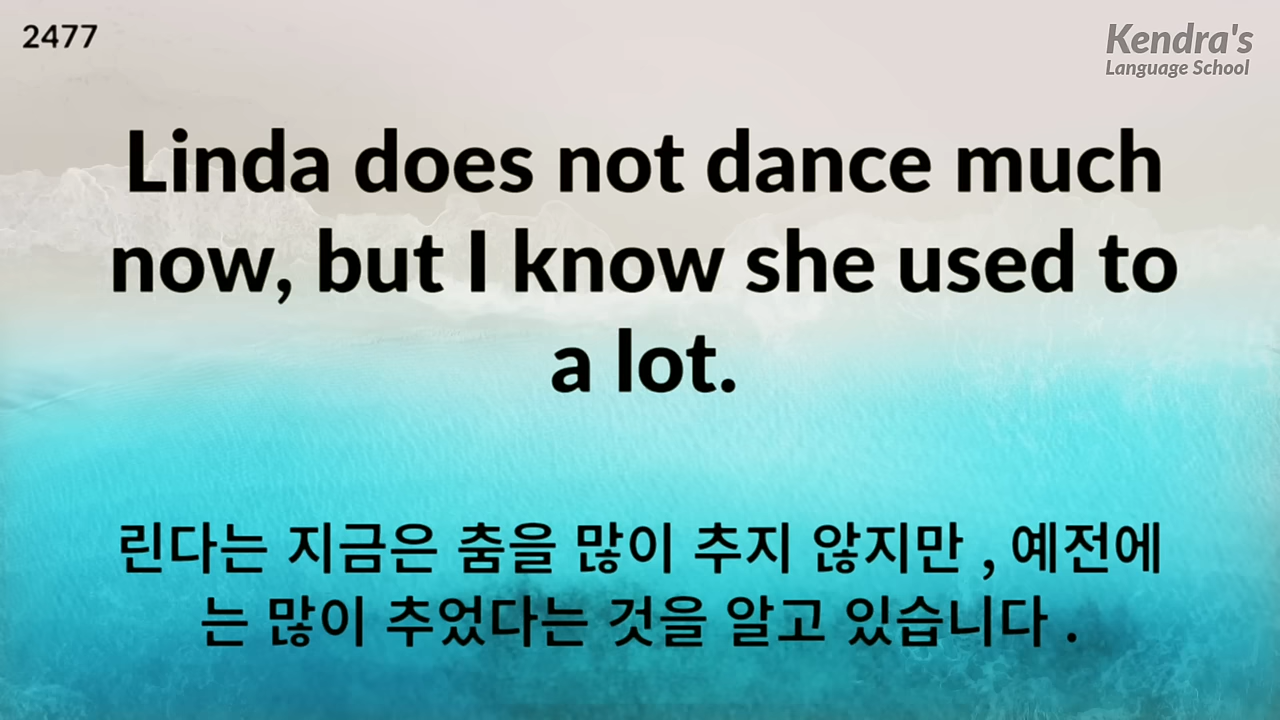 2477
Kendra's
Language School
Linda does not dance much
now, but I know she used to
a lot.
린다는 지금은 춤을 많이 추지 않지만 , 예전에
는 많이 추었다는 것을 알고 있습니다 .